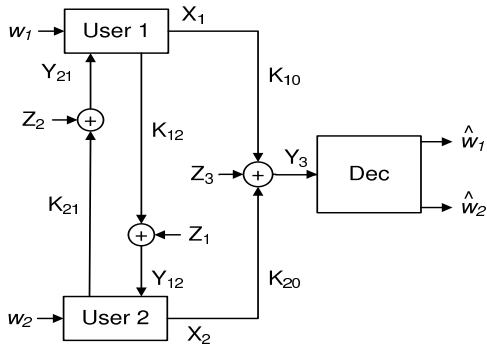 w₁
User 1
X₁
Y₂₁
K₁₀
Z₂
+
K₁₂
Y₃
ŵ₁
Z₃
+
Dec
K₂₁
ŵ₂
+
Z₁
Y₁₂
K₂₀
w₂
User 2
X₂